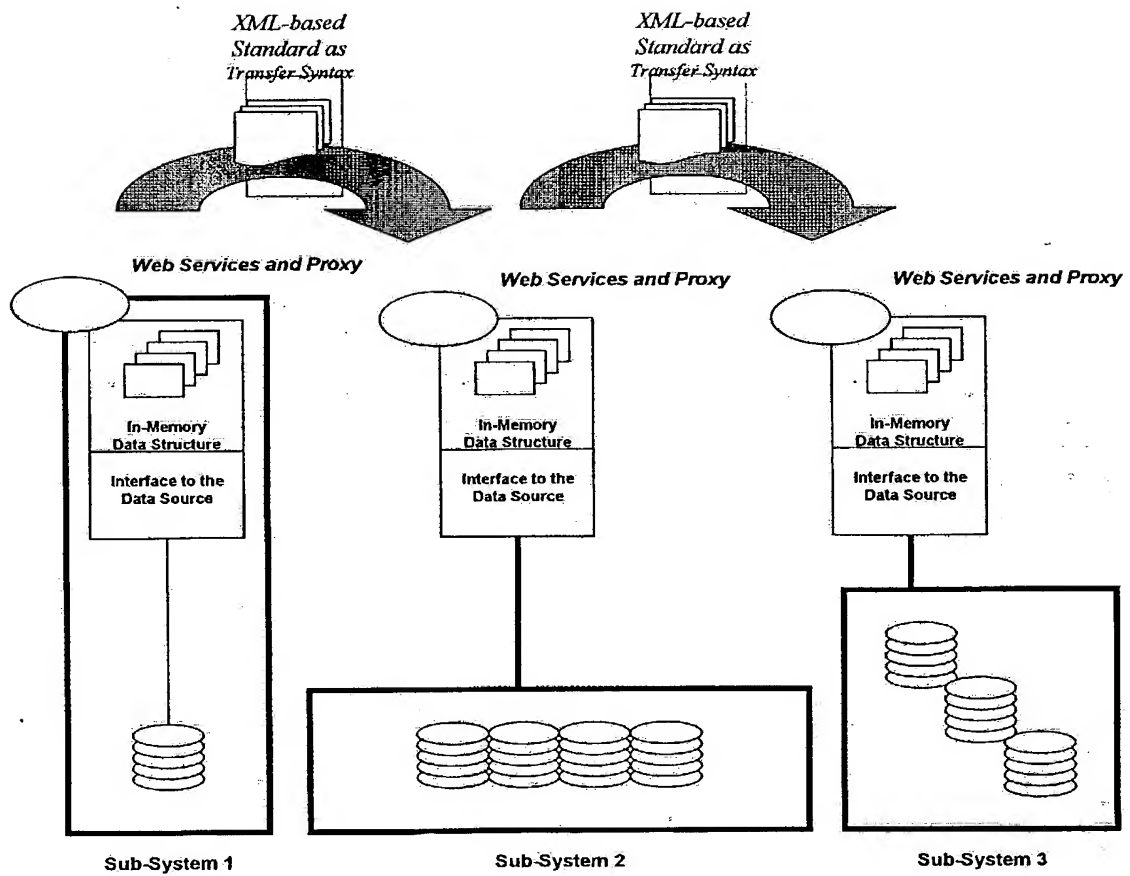 XML-based
Standard as
Transfer Syntax
XML-based
Standard as
Transfer Syntax
Web Services and Proxy
Web Services and Proxy
Web Services and Proxy
In-Memory
Data Structure
Interface to the
Data Source
In-Memory
Data Structure
Interface to the
Data Source
In-Memory
Data Structure
Interface to the
Data Source
Sub-System 1
Sub-System 2
Sub-System 3